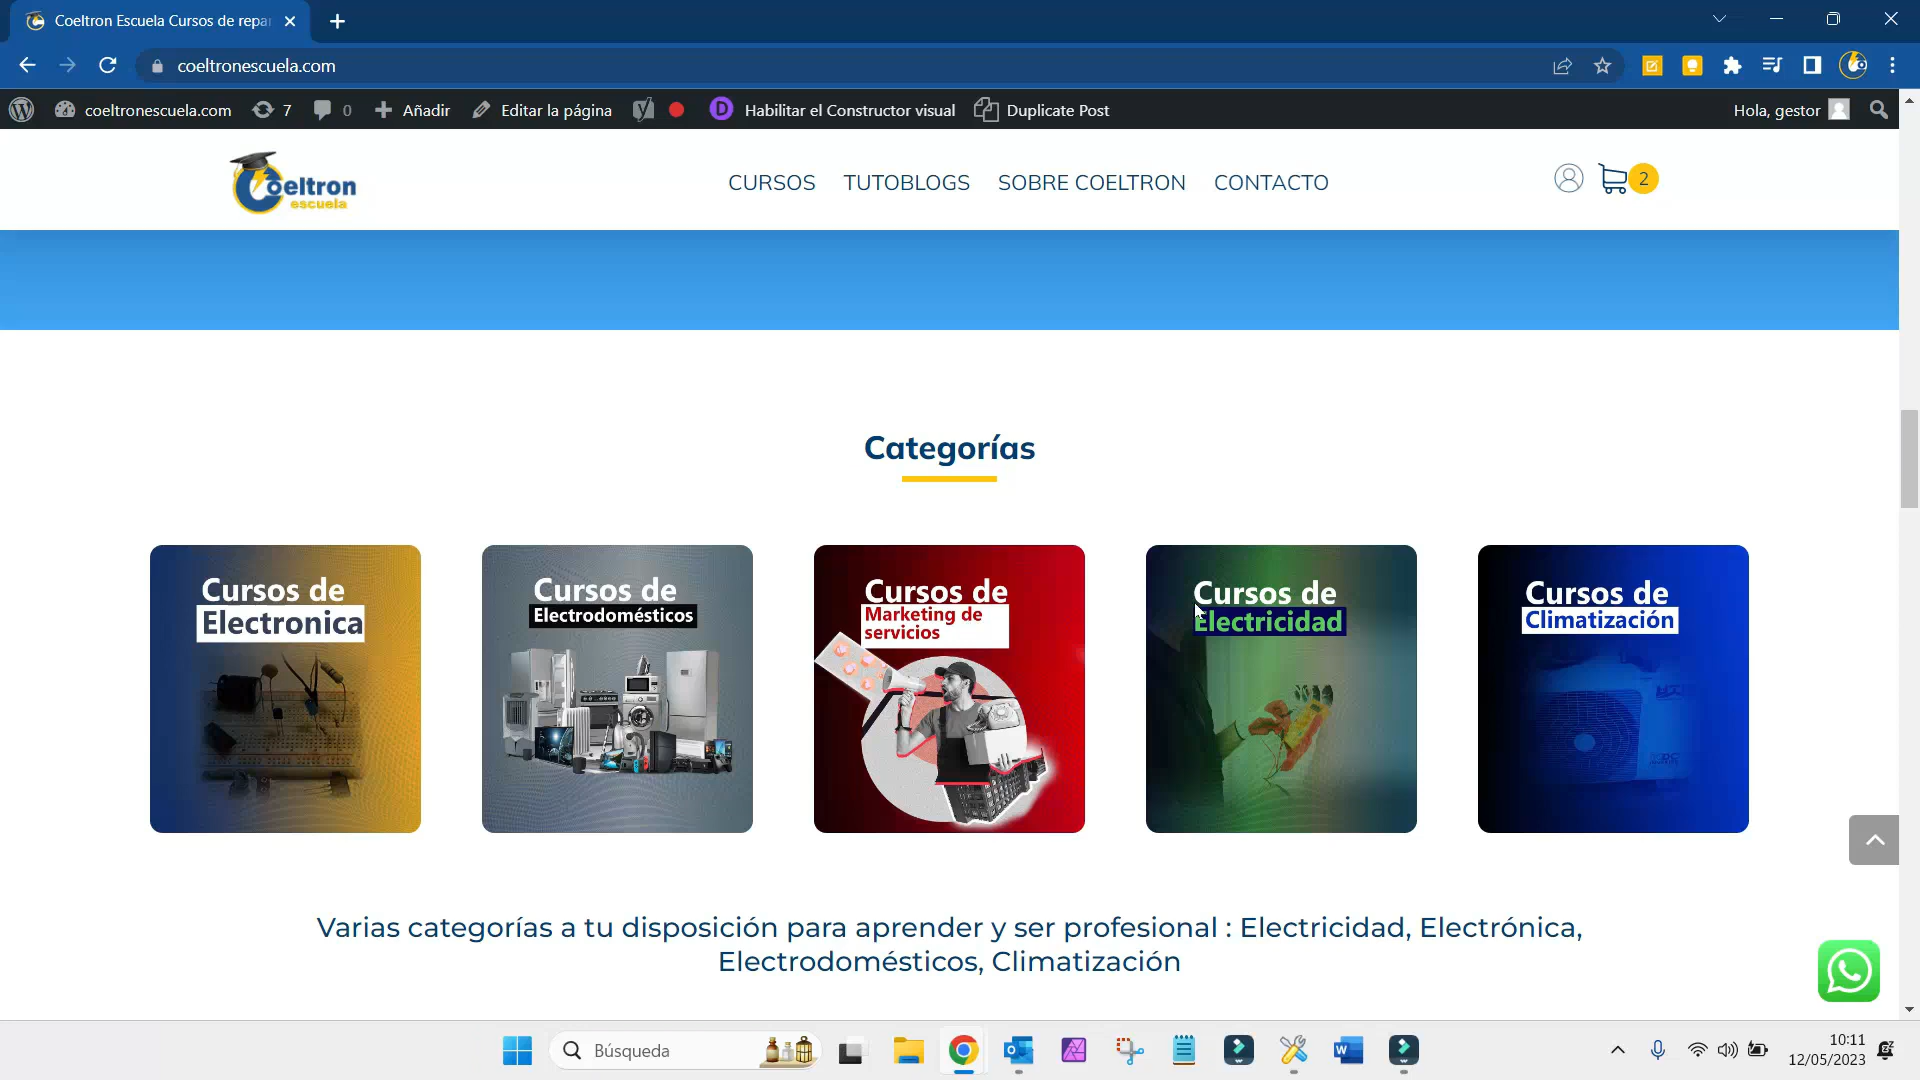 Coeltron Escuela Cursos de repa
coeltronescuela.com
coeltronescuela.com
7
0
Añadir
Editar la página
D
Habilitar el Constructor visual
Duplicate Post
Hola, gestor
Coeltron
escuela
CURSOS
TUTOBLOGS
SOBRE COELTRON
CONTACTO
2
Categorías
Cursos de
Electronica
Cursos de
Electrodomésticos
Cursos de
Marketing de
servicios
Cursos de
Electricidad
Cursos de
Climatización
Varias categorías a tu disposición para aprender y ser profesional : Electricidad, Electrónica,
Electrodomésticos, Climatización
Búsqueda
10:11
12/05/2023